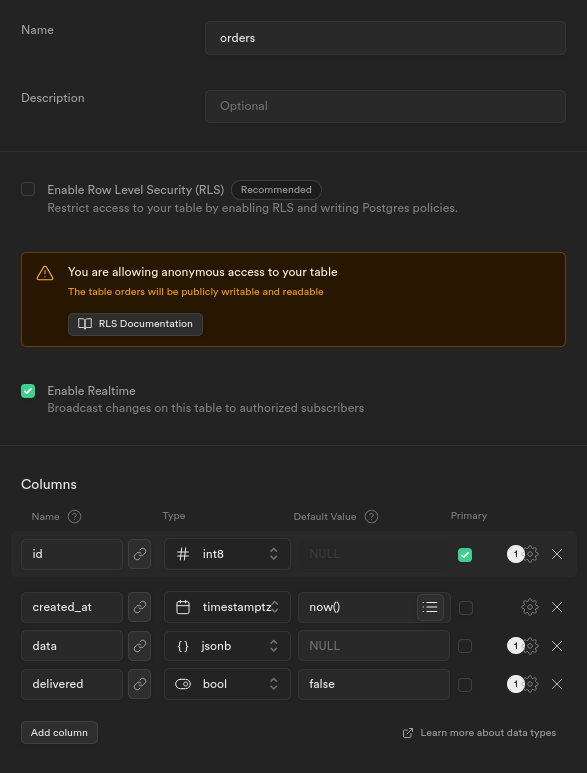 Name
orders
Description
Optional
Enable Row Level Security (RLS) Recommended
Restrict access to your table by enabling RLS and writing Postgres policies.
You are allowing anonymous access to your table
The table orders will be publicly writable and readable
RLS Documentation
Enable Realtime
Broadcast changes on this table to authorized subscribers
Columns
Name ? Type Default Value ? Primary
id # int8 NULL 1
created_at timestamptz now()
data {} jsonb NULL 1
delivered bool false 1
Add column Learn more about data types